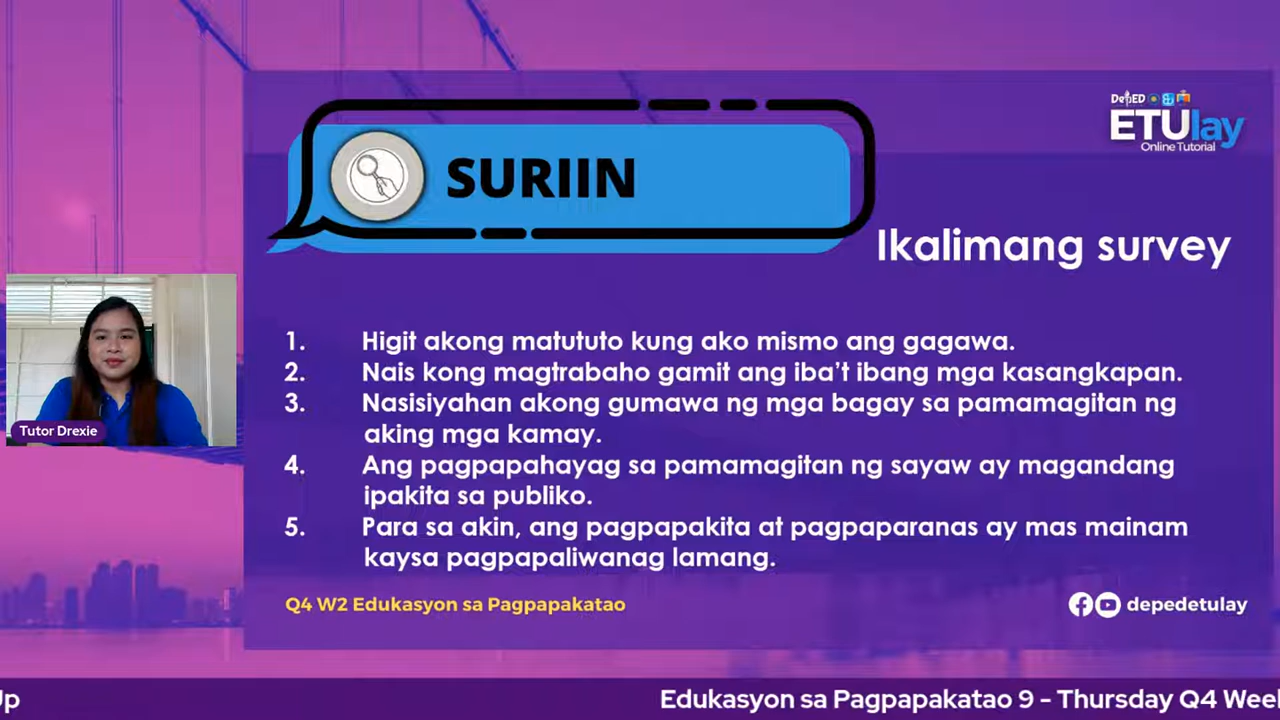 DepED
ETUlay
Online Tutorial
SURIIN
Ikalimang survey
1. Higit akong matututo kung ako mismo ang gagawa.
2. Nais kong magtrabaho gamit ang iba't ibang mga kasangkapan.
3. Nasisiyahan akong gumawa ng mga bagay sa pamamagitan ng
aking mga kamay.
4. Ang pagpapahayag sa pamamagitan ng sayaw ay magandang
ipakita sa publiko.
5. Para sa akin, ang pagpapakita at pagpaparanas ay mas mainam
kaysa pagpapaliwanag lamang.
Tutor Drexie
Q4 W2 Edukasyon sa Pagpapakatao
depedetulay
Up
Edukasyon sa Pagpapakatao 9 - Thursday Q4 Week